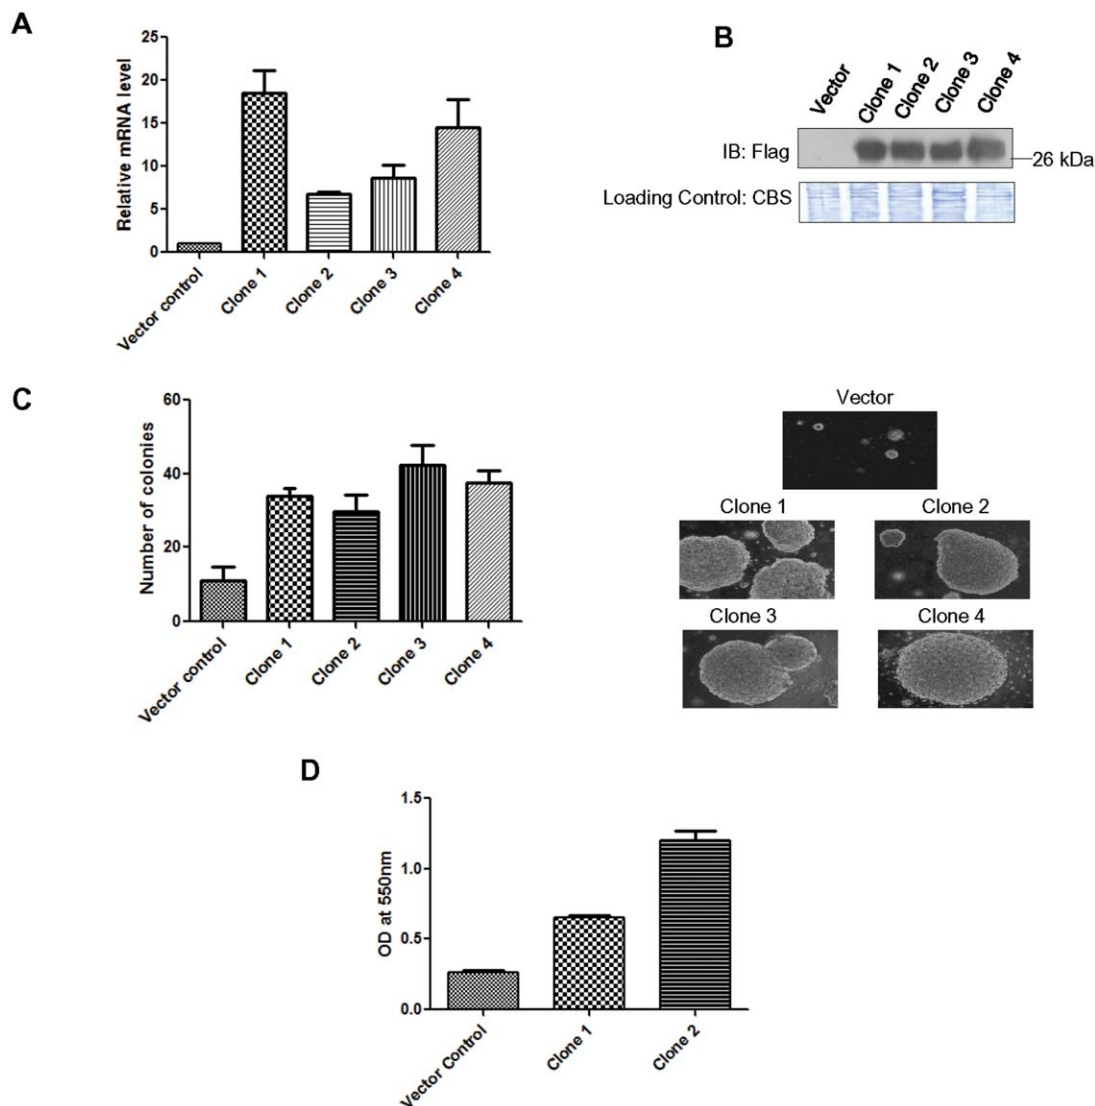 A
25
20
15
10
5
0
Relative mRNA level
Vector control
Clone 1
Clone 2
Clone 3
Clone 4
B
Vector
Clone 1
Clone 2
Clone 3
Clone 4
IB: Flag
26 kDa
Loading Control: CBS
C
60
40
20
0
Number of colonies
Vector control
Clone 1
Clone 2
Clone 3
Clone 4
Vector
Clone 1
Clone 2
Clone 3
Clone 4
D
1.5
1.0
0.5
0.0
OD at 550nm
Vector Control
Clone 1
Clone 2